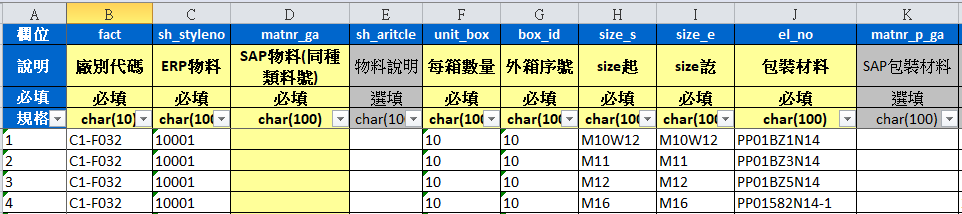 A B C D E F G H I J K
欄位 fact sh_styleno matnr_ga sh_aritcle unit_box box_id size_s size_e el_no matnr_p_ga
說明 廠別代碼 ERP物料 SAP物料(同種類料號) 物料說明 每箱數量 外箱序號 size起 size訖 包裝材料 SAP包裝材料
必填 必填 必填 必填 選填 必填 必填 必填 必填 必填 選填
規格 char(10) char(100 char(100) char(100 char(100 char(100 char(100 char(100 char(100) char(100)
1 C1-F032 10001 10 10 M10W12 M10W12 PP01BZ1N14
2 C1-F032 10001 10 10 M11 M11 PP01BZ3N14
3 C1-F032 10001 10 10 M12 M12 PP01BZ5N14
4 C1-F032 10001 10 10 M16 M16 PP01582N14-1